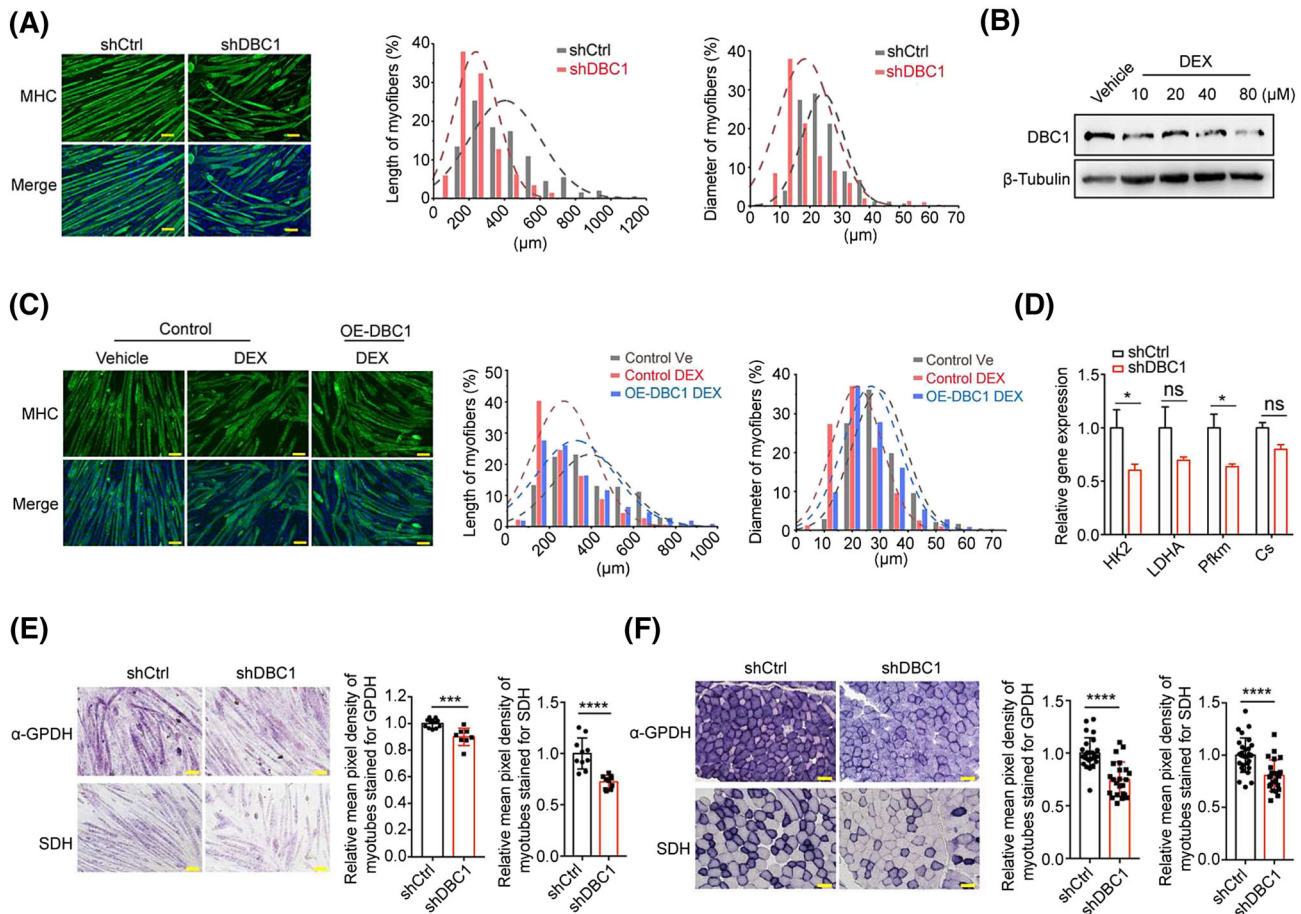 (A)
shCtrl
shDBC1
MHC
Merge
Length of myofibers (%)
40
30
20
10
0
shCtrl
shDBC1
200
400
600
800
1000
1200
(µm)
Diameter of myofibers (%)
50
40
30
20
10
0
shCtrl
shDBC1
0
10
20
30
40
50
60
70
(µm)
(B)
DEX
Vehicle
10
20
40
80
(µM)
DBC1
β-Tubulin
(C)
Control
OE-DBC1
Vehicle
DEX
DEX
MHC
Merge
Control Ve
Control DEX
OE-DBC1 DEX
Length of myofibers (%)
50
40
30
20
10
0
200
400
600
800
1000
(µm)
Control Ve
Control DEX
OE-DBC1 DEX
Diameter of myofibers (%)
40
30
20
10
0
0
10
20
30
40
50
60
70
(µm)
(D)
shCtrl
shDBC1
Relative gene expression
1.5
1.0
0.5
0.0
*
ns
*
ns
HK2
LDHA
Pfkm
Cs
(E)
shCtrl
shDBC1
α-GPDH
SDH
Relative mean pixel density of
myotubes stained for GPDH
1.2
1.0
0.8
0.6
0.4
0.2
0.0
***
shCtrl
shDBC1
Relative mean pixel density of
myotubes stained for SDH
1.5
1.0
0.5
0.0
****
shCtrl
shDBC1
(F)
shCtrl
shDBC1
α-GPDH
SDH
Relative mean pixel density of
myotubes stained for GPDH
1.5
1.0
0.5
0.0
****
shCtrl
shDBC1
Relative mean pixel density of
myotubes stained for SDH
1.5
1.0
0.5
0.0
****
shCtrl
shDBC1